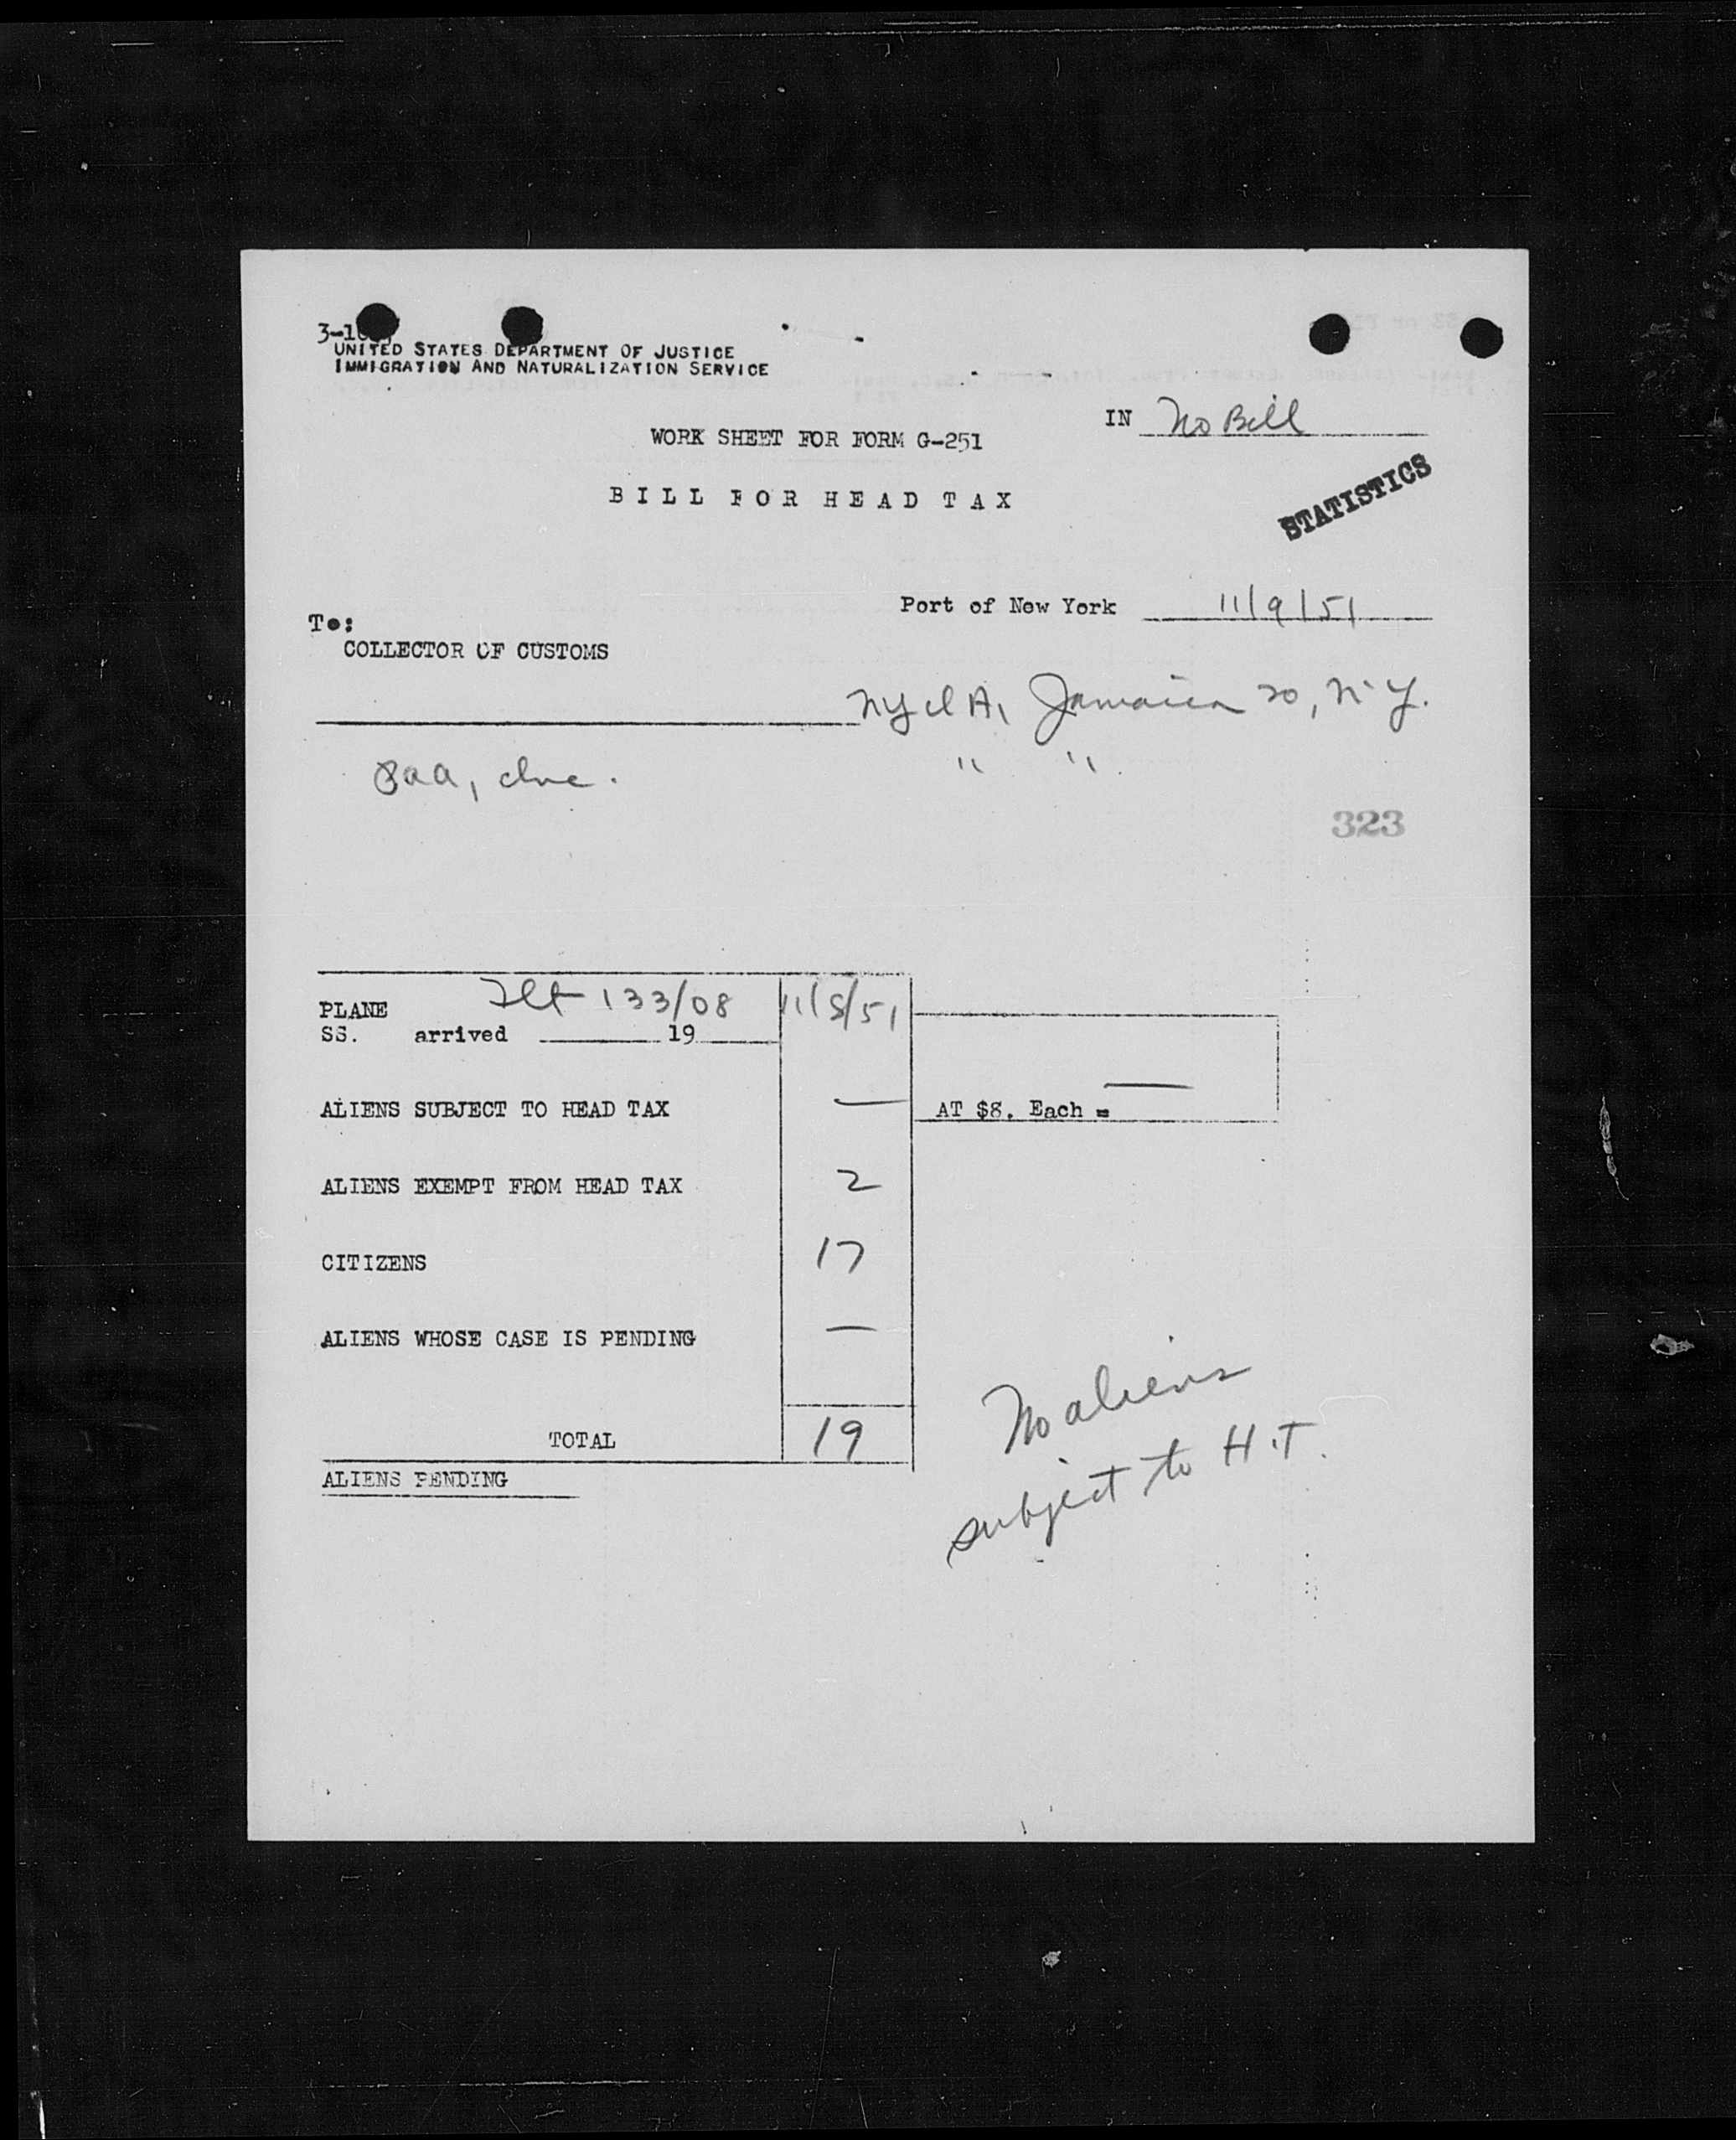 UNITED STATES DEPARTMENT OF JUSTICE
IMMIGRATION AND NATURALIZATION SERVICE
IN No Bill
WORK SHEET FOR FORM G-251
BILL FOR HEAD TAX
STATISTICS
Port of New York 11/9/51
To:
COLLECTOR OF CUSTOMS
Jamaica 20, N.Y.
" "
Inc.
323
Flt 133/08 11/8/51
PLANE
SS. arrived 19
ALIENS SUBJECT TO HEAD TAX — AT $8. Each = —
ALIENS EXEMPT FROM HEAD TAX 2
CITIZENS 17
ALIENS WHOSE CASE IS PENDING —
TOTAL 19
ALIENS PENDING
No aliens
subject to H.T.